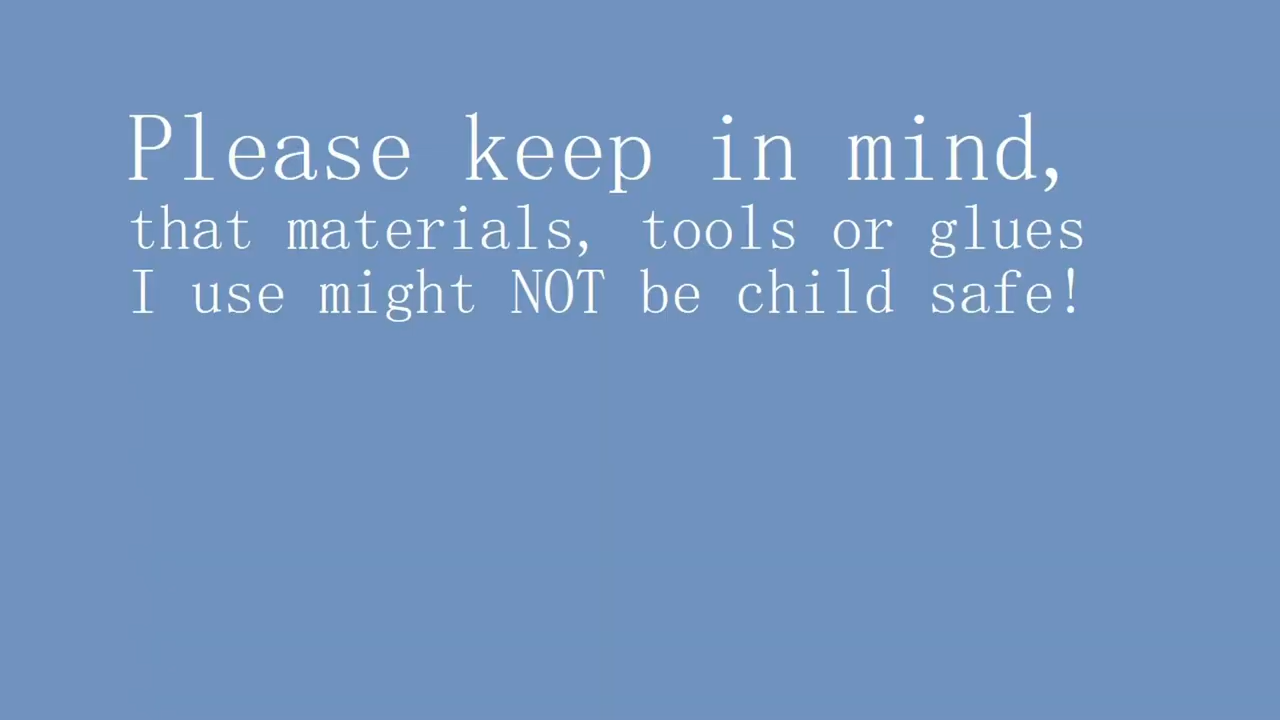 Please keep in mind,
that materials, tools or glues
I use might NOT be child safe!